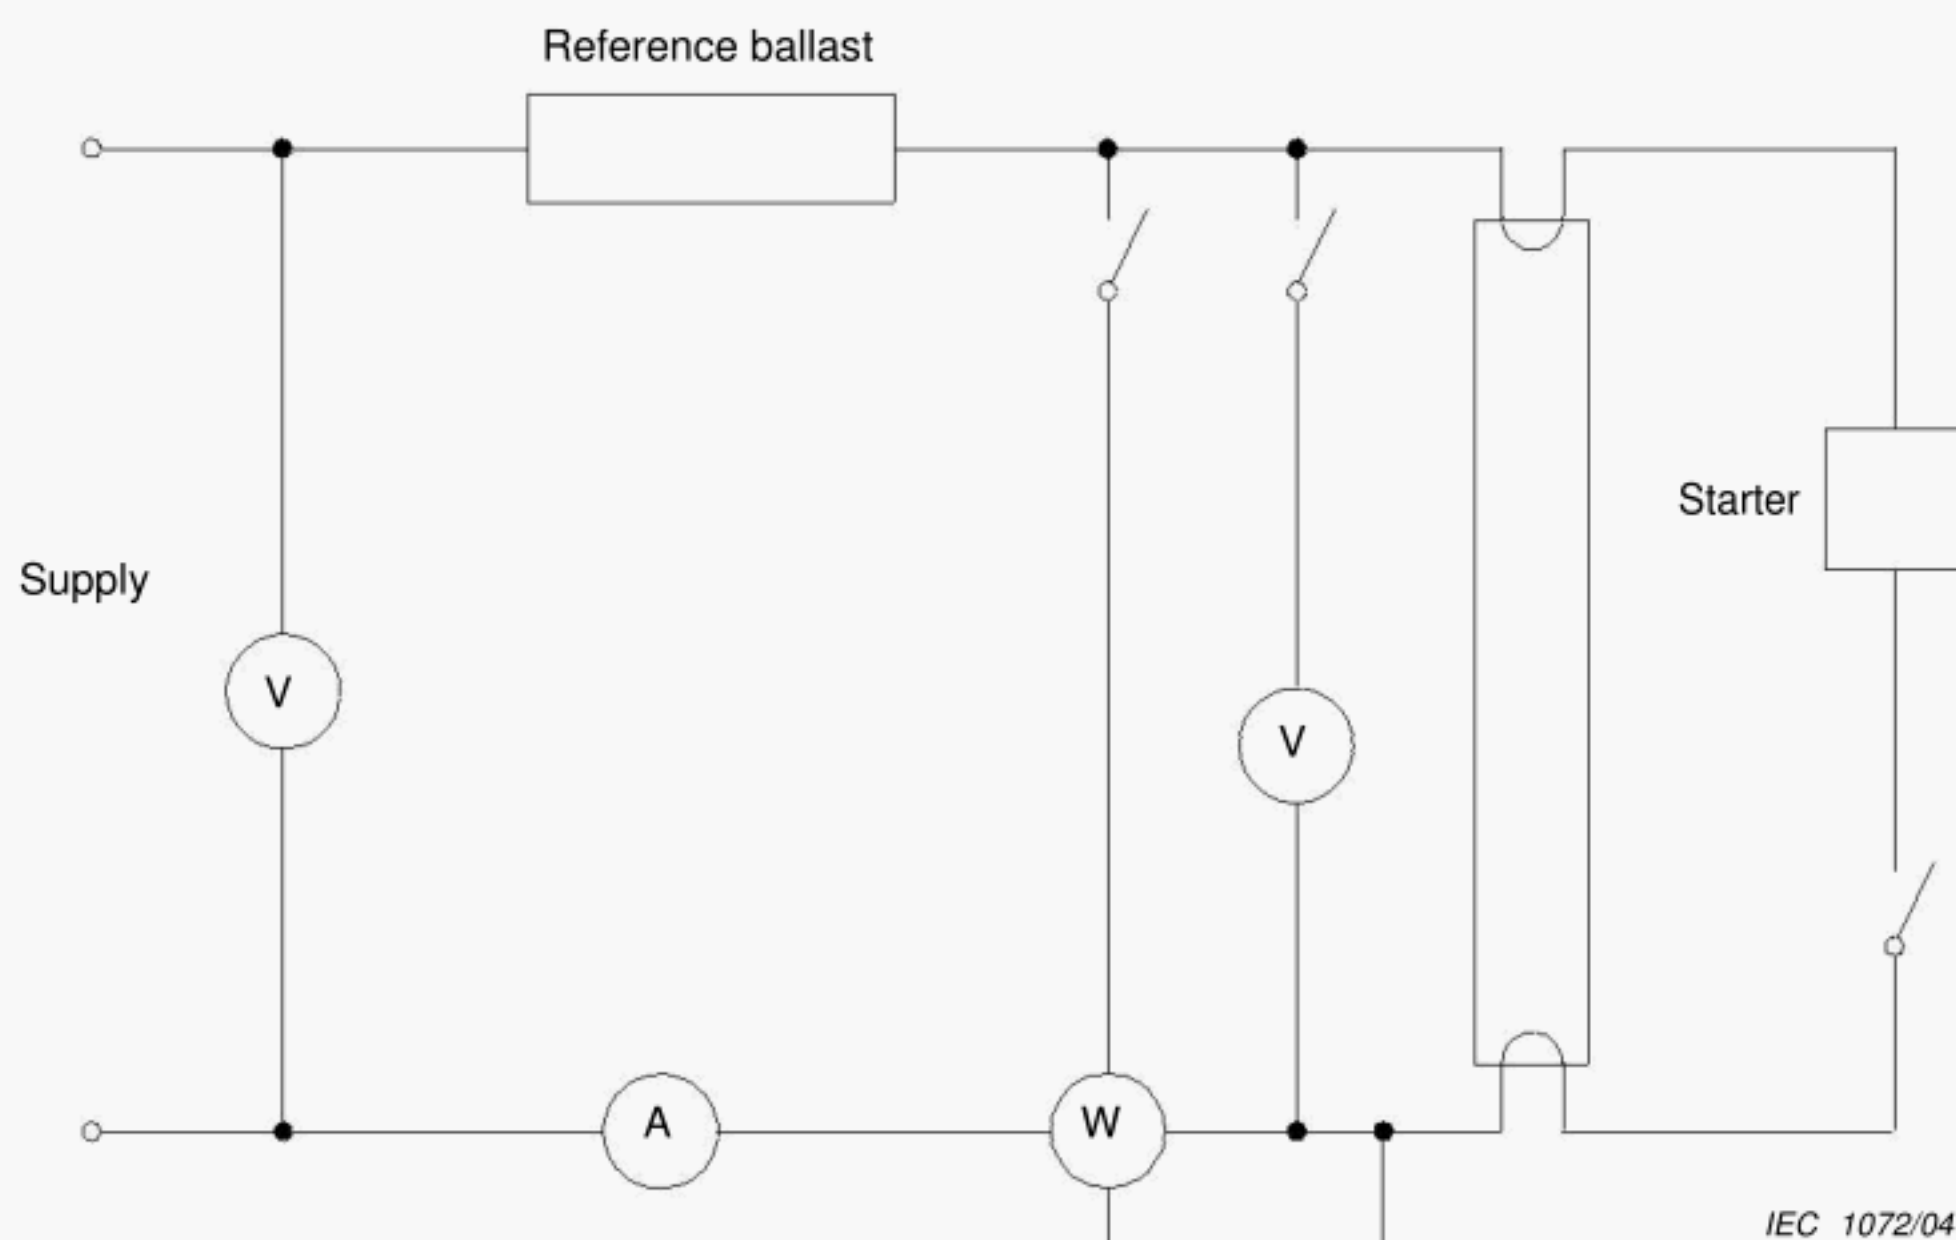 Reference ballast
Starter
Supply
V
V
A
W
IEC 1072/04